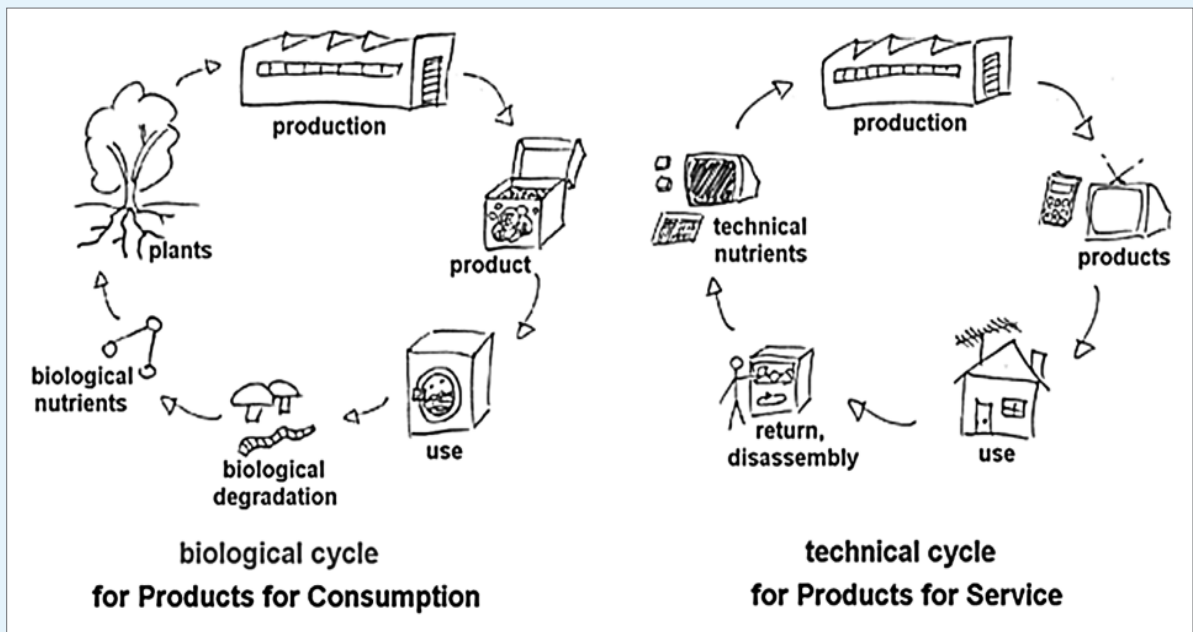 production
product
use
biological
degradation
biological
nutrients
plants
biological cycle
for Products for Consumption
production
products
use
return,
disassembly
technical
nutrients
technical cycle
for Products for Service